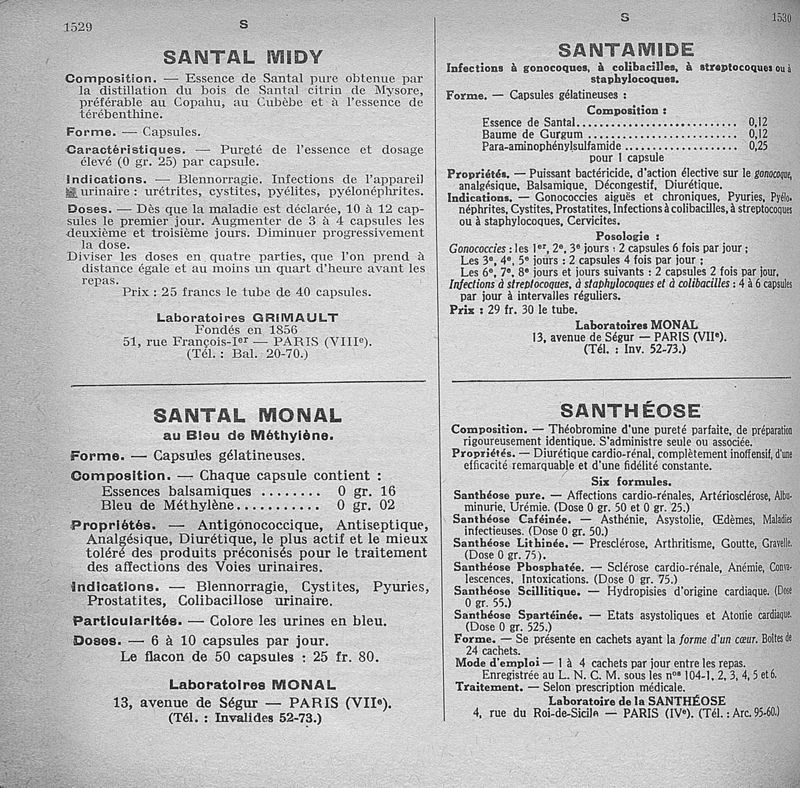 1529
S
SANTAL MIDY
Composition. — Essence de Santal pure obtenue par
la distillation du bois de Santal citrin de Mysore,
préférable au Copahu, au Cubèbe et à l'essence de
térébenthine.
Forme. — Capsules.
Caractéristiques. — Pureté de l'essence et dosage
élevé (0 gr. 25) par capsule.
Indications. — Blennorragie. Infections de l'appareil
urinaire : urétrites, cystites, pyélites, pyélonéphrites.
Doses. — Dès que la maladie est déclarée, 10 à 12 cap-
sules le premier jour. Augmenter de 3 à 4 capsules les
deuxième et troisième jours. Diminuer progressivement
la dose.
Diviser les doses en quatre parties, que l'on prend à
distance égale et au moins un quart d'heure avant les
repas.
Prix : 25 francs le tube de 40 capsules.
Laboratoires GRIMAULT
Fondés en 1856
51, rue François-Ier — PARIS (VIIIe).
(Tél. : Bal. 20-70.)
SANTAL MONAL
au Bleu de Méthylène.
Forme. — Capsules gélatineuses.
Composition. — Chaque capsule contient :
Essences balsamiques ........ 0 gr. 16
Bleu de Méthylène........... 0 gr. 02
Propriétés. — Antigonococcique, Antiseptique,
Analgésique, Diurétique, le plus actif et le mieux
toléré des produits préconisés pour le traitement
des affections des Voies urinaires.
Indications. — Blennorragie, Cystites, Pyuries,
Prostatites, Colibacillose urinaire.
Particularités. — Colore les urines en bleu.
Doses. — 6 à 10 capsules par jour.
Le flacon de 50 capsules : 25 fr. 80.
Laboratoires MONAL
13, avenue de Ségur — PARIS (VIIe).
(Tél. : Invalides 52-73.)
S
1530
SANTAMIDE
Infections à gonocoques, à colibacilles, à streptocoques ou à
staphylocoques.
Forme. — Capsules gélatineuses :
Composition :
Essence de Santal........................... 0,12
Baume de Gurgum ......................... 0,12
Para-aminophénylsulfamide ................... 0,25
pour 1 capsule
Propriétés. — Puissant bactéricide, d'action élective sur le gonocoque,
analgésique, Balsamique, Décongestif, Diurétique.
Indications. — Gonococcies aiguës et chroniques, Pyuries, Pyélo-
néphrites, Cystites, Prostatites, Infections à colibacilles, à streptocoques
ou à staphylocoques, Cervicites.
Posologie :
Gonococcies : les 1er, 2e, 3e jours : 2 capsules 6 fois par jour ;
Les 3e, 4e, 5e jours : 2 capsules 4 fois par jour ;
Les 6e, 7e, 8e jours et jours suivants : 2 capsules 2 fois par jour.
Infections à streptocoques, à staphylocoques et à colibacilles : 4 à 6 capsules
par jour à intervalles réguliers.
Prix : 29 fr. 30 le tube.
Laboratoires MONAL
13, avenue de Ségur — PARIS (VIIe).
(Tél. : Inv. 52-73.)
SANTHÉOSE
Composition. — Théobromine d'une pureté parfaite, de préparation
rigoureusement identique. S'administre seule ou associée.
Propriétés. — Diurétique cardio-rénal, complètement inoffensif, d'une
efficacité remarquable et d'une fidélité constante.
Six formules.
Santhéose pure. — Affections cardio-rénales, Artériosclérose, Albu-
minurie, Urémie. (Dose 0 gr. 50 et 0 gr. 25.)
Santhéose Caféinée. — Asthénie, Asystolie, Œdèmes, Maladies
infectieuses. (Dose 0 gr. 50.)
Santhéose Lithinée. — Presclérose, Arthritisme, Goutte, Gravelle.
(Dose 0 gr. 75).
Santhéose Phosphatée. — Sclérose cardio-rénale, Anémie, Conva-
lescences, Intoxications. (Dose 0 gr. 75.)
Santhéose Scillitique. — Hydropisies d'origine cardiaque. (Dose
0 gr. 55.)
Santhéose Spartéinée. — Etats asystoliques et Atonie cardiaque.
(Dose 0 gr. 525.)
Forme. — Se présente en cachets ayant la forme d'un cœur. Boîtes de
24 cachets.
Mode d'emploi — 1 à 4 cachets par jour entre les repas.
Enregistrée au L. N. C. M. sous les nos 104-1, 2, 3, 4, 5 et 6.
Traitement. — Selon prescription médicale.
Laboratoire de la SANTHÉOSE
4, rue du Roi-de-Sicile — PARIS (IVe). (Tél. : Arc. 95-60.)